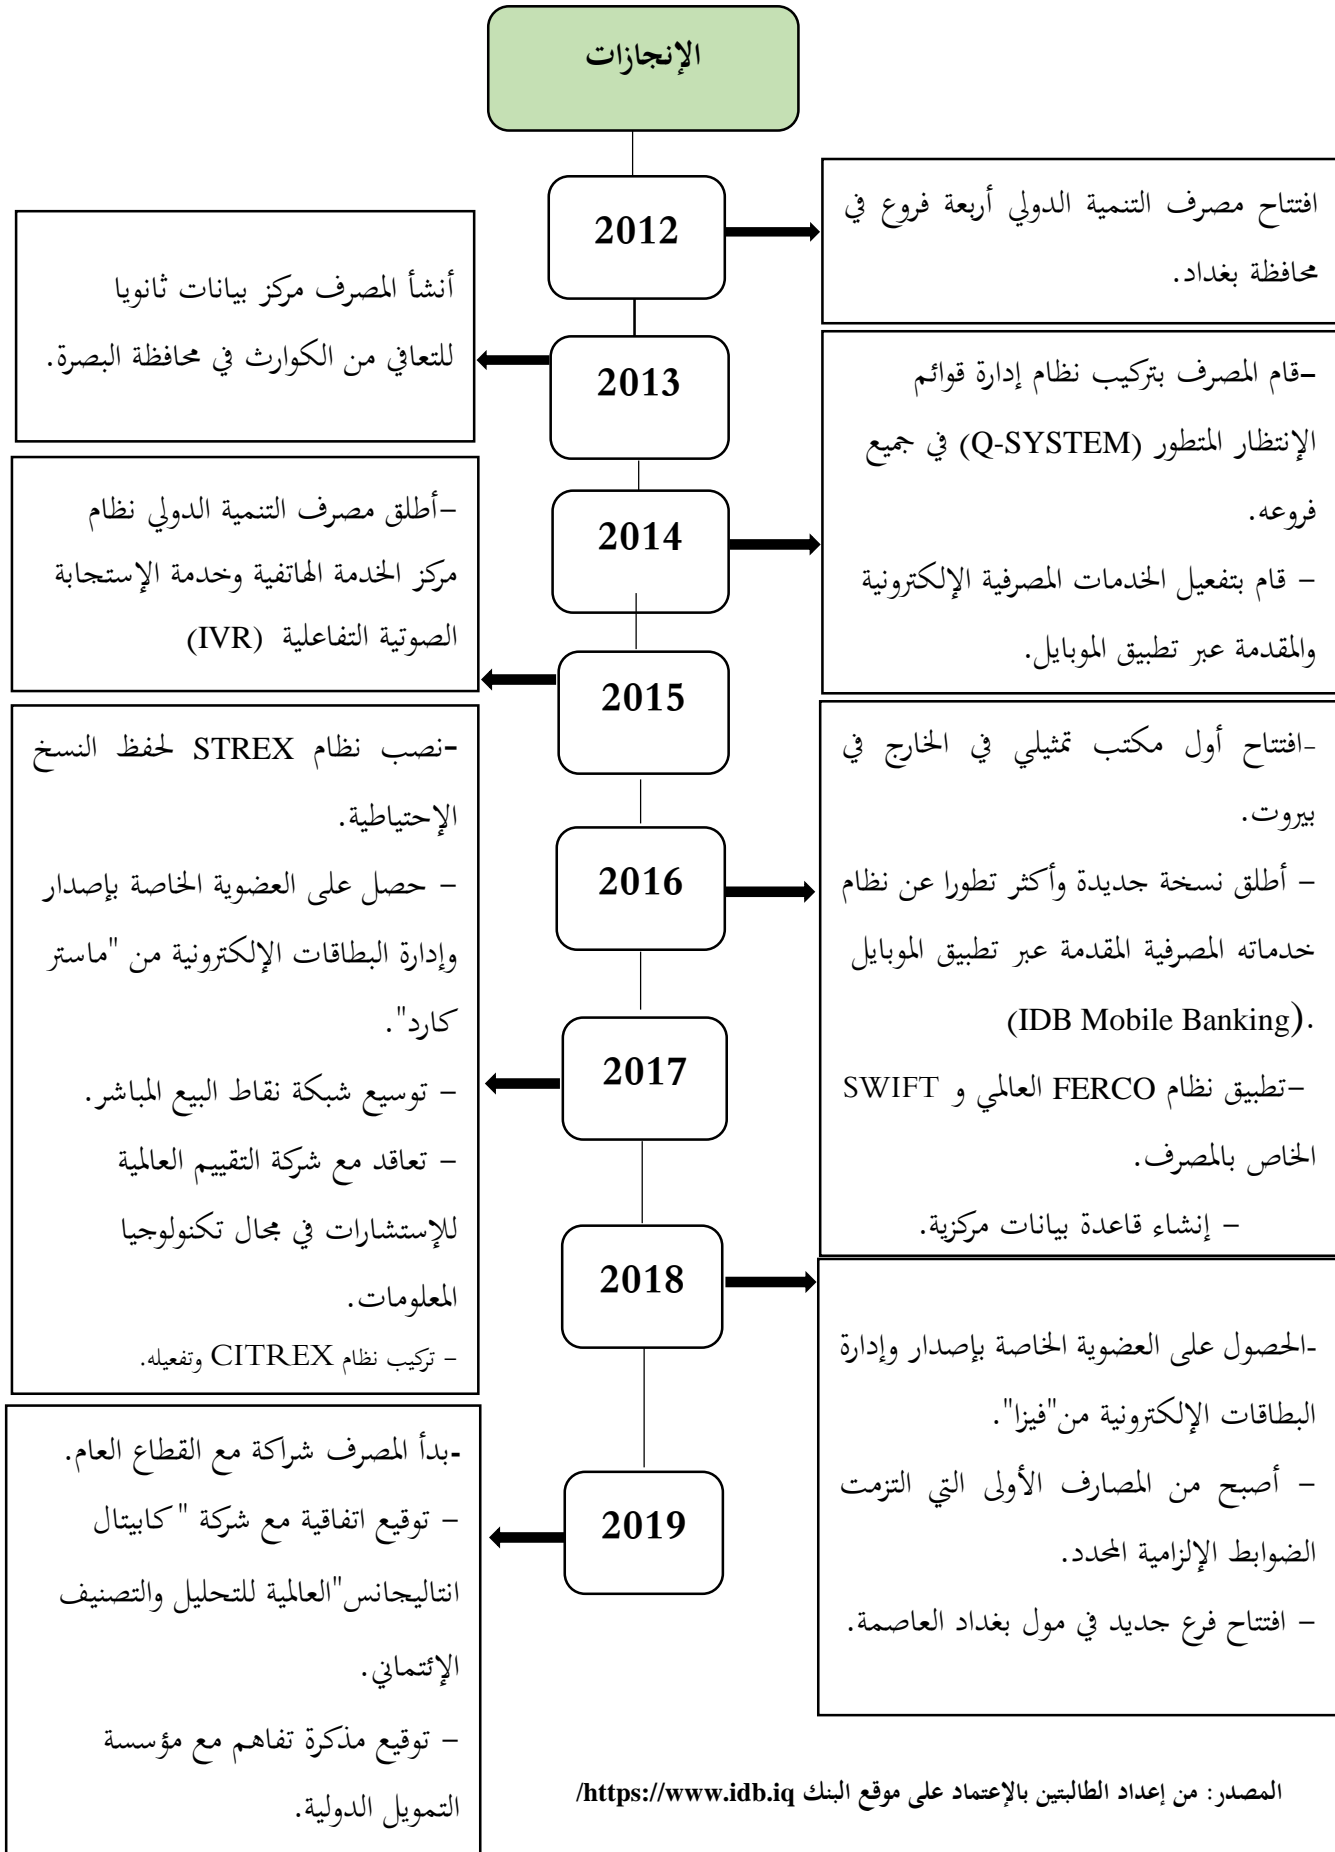 الإنجازات
2012
افتتاح مصرف التنمية الدولي أربعة فروع في
محافظة بغداد.
2013
أنشأ المصرف مركز بيانات ثانويا
للتعافي من الكوارث في محافظة البصرة.
2014
–قام المصرف بتركيب نظام إدارة قوائم
الإنتظار المتطور (Q-SYSTEM) في جميع
فروعه.
– قام بتفعيل الخدمات المصرفية الإلكترونية
والمقدمة عبر تطبيق الموبايل.
2015
–أطلق مصرف التنمية الدولي نظام
مركز الخدمة الهاتفية وخدمة الإستجابة
الصوتية التفاعلية (IVR)
2016
-افتتاح أول مكتب تمثيلي في الخارج في
بيروت.
– أطلق نسخة جديدة وأكثر تطورا عن نظام
خدماته المصرفية المقدمة عبر تطبيق الموبايل
(IDB Mobile Banking).
–تطبيق نظام FERCO العالمي و SWIFT
الخاص بالمصرف.
– إنشاء قاعدة بيانات مركزية.
2017
–نصب نظام STREX لحفظ النسخ
الإحتياطية.
– حصل على العضوية الخاصة بإصدار
وإدارة البطاقات الإلكترونية من "ماستر
كارد".
– توسيع شبكة نقاط البيع المباشر.
– تعاقد مع شركة التقييم العالمية
للإستشارات في مجال تكنولوجيا
المعلومات.
– تركيب نظام CITREX وتفعيله.
2018
-الحصول على العضوية الخاصة بإصدار وإدارة
البطاقات الإلكترونية من"فيزا".
– أصبح من المصارف الأولى التي التزمت
الضوابط الإلزامية المحدد.
– افتتاح فرع جديد في مول بغداد العاصمة.
2019
-بدأ المصرف شراكة مع القطاع العام.
– توقيع اتفاقية مع شركة " كابيتال
انتاليجانس"العالمية للتحليل والتصنيف
الإئتماني.
– توقيع مذكرة تفاهم مع مؤسسة
التمويل الدولية.
المصدر: من إعداد الطالبتين بالإعتماد على موقع البنك https://www.idb.iq/